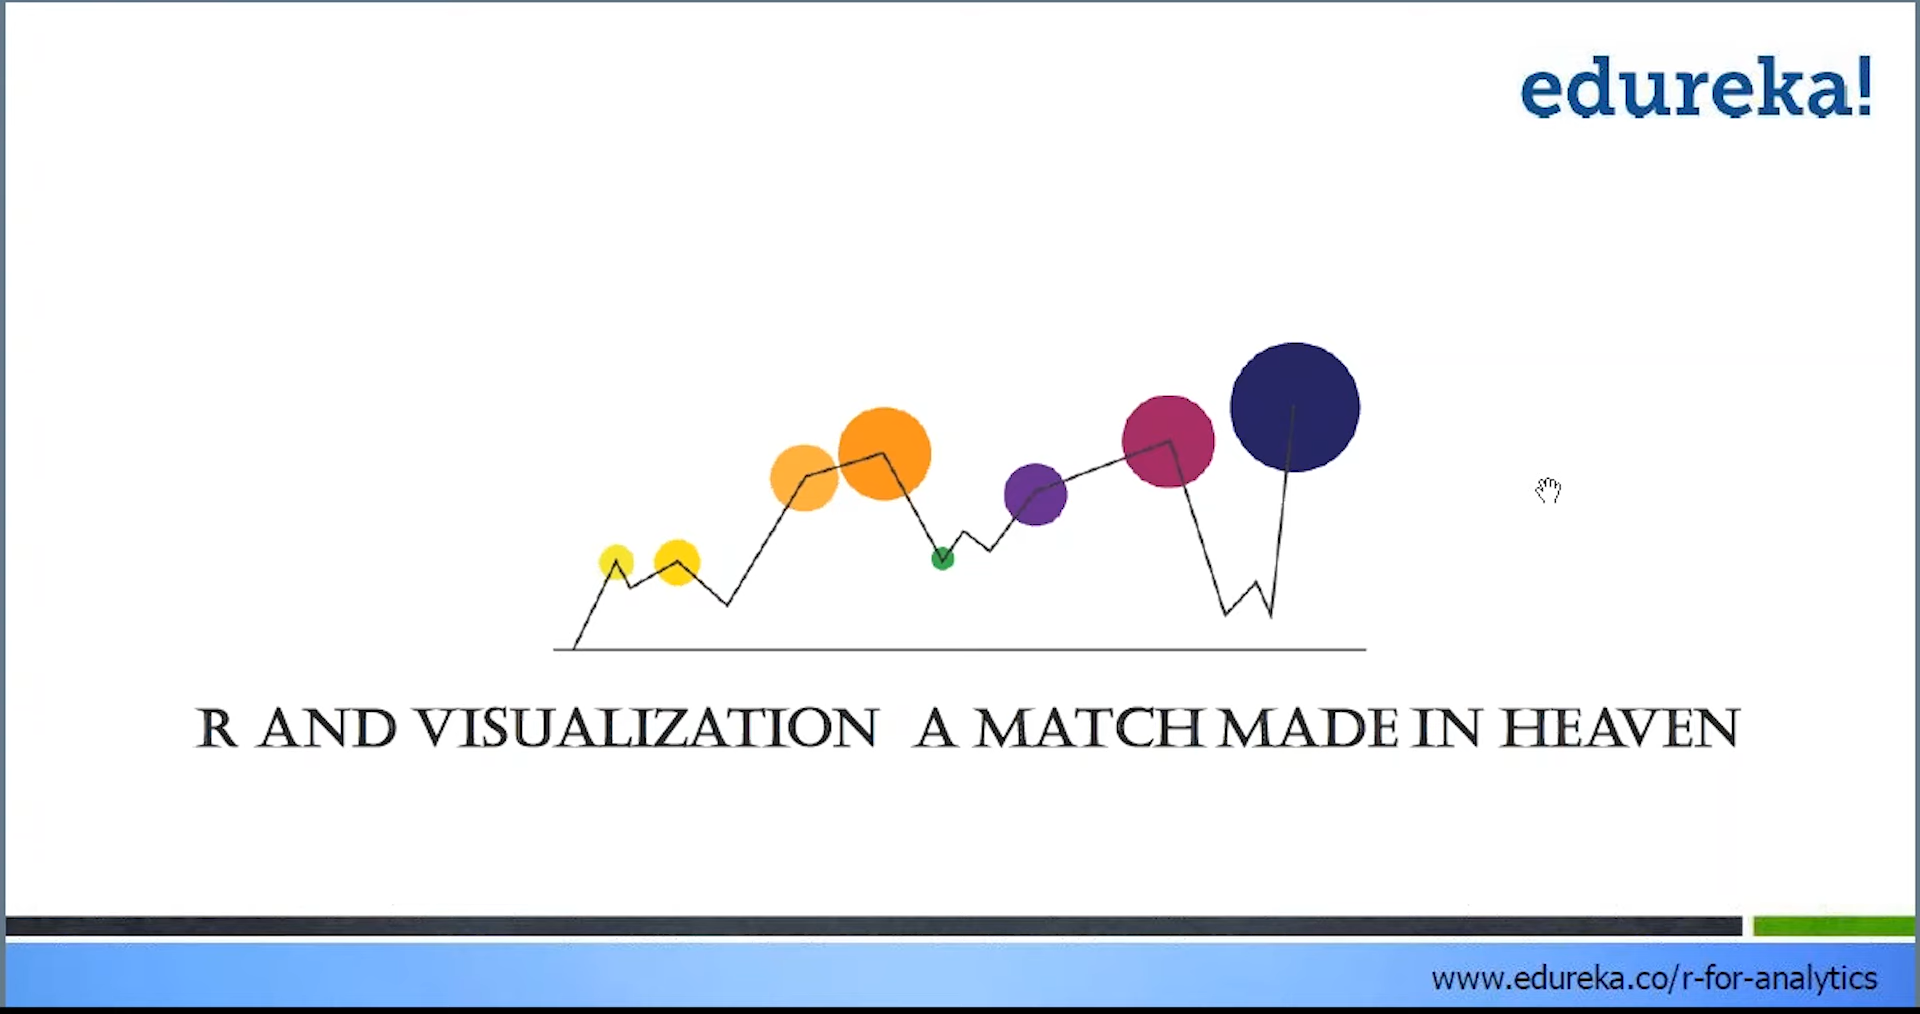 edureka!
R AND VISUALIZATION A MATCH MADE IN HEAVEN
www.edureka.co/r-for-analytics